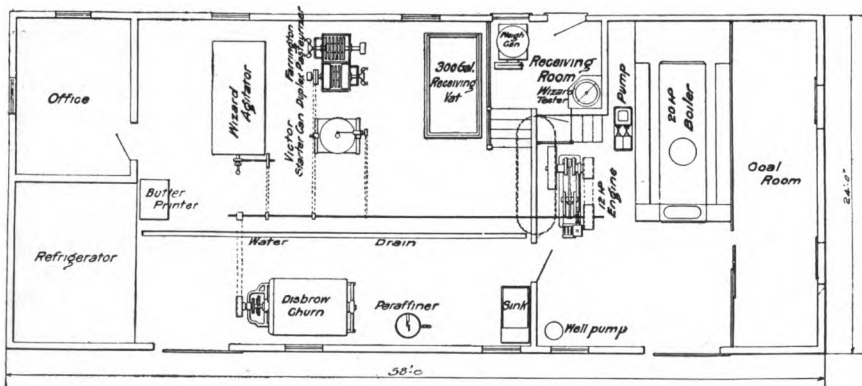 Office
Wizard
Agitator
Farrington
Duplex Pasteurizer
Victor
Starter Can
300 Gal.
Receiving
Vat
Weigh
Can
Receiving
Room
Wizard
Tester
Pump
20 HP
Boiler
Coal
Room
24'-0"
12 HP
Engine
Butter
Printer
Refrigerator
Water Drain
Disbrow
Churn
Paraffiner
Sink
Well pump
58'-0